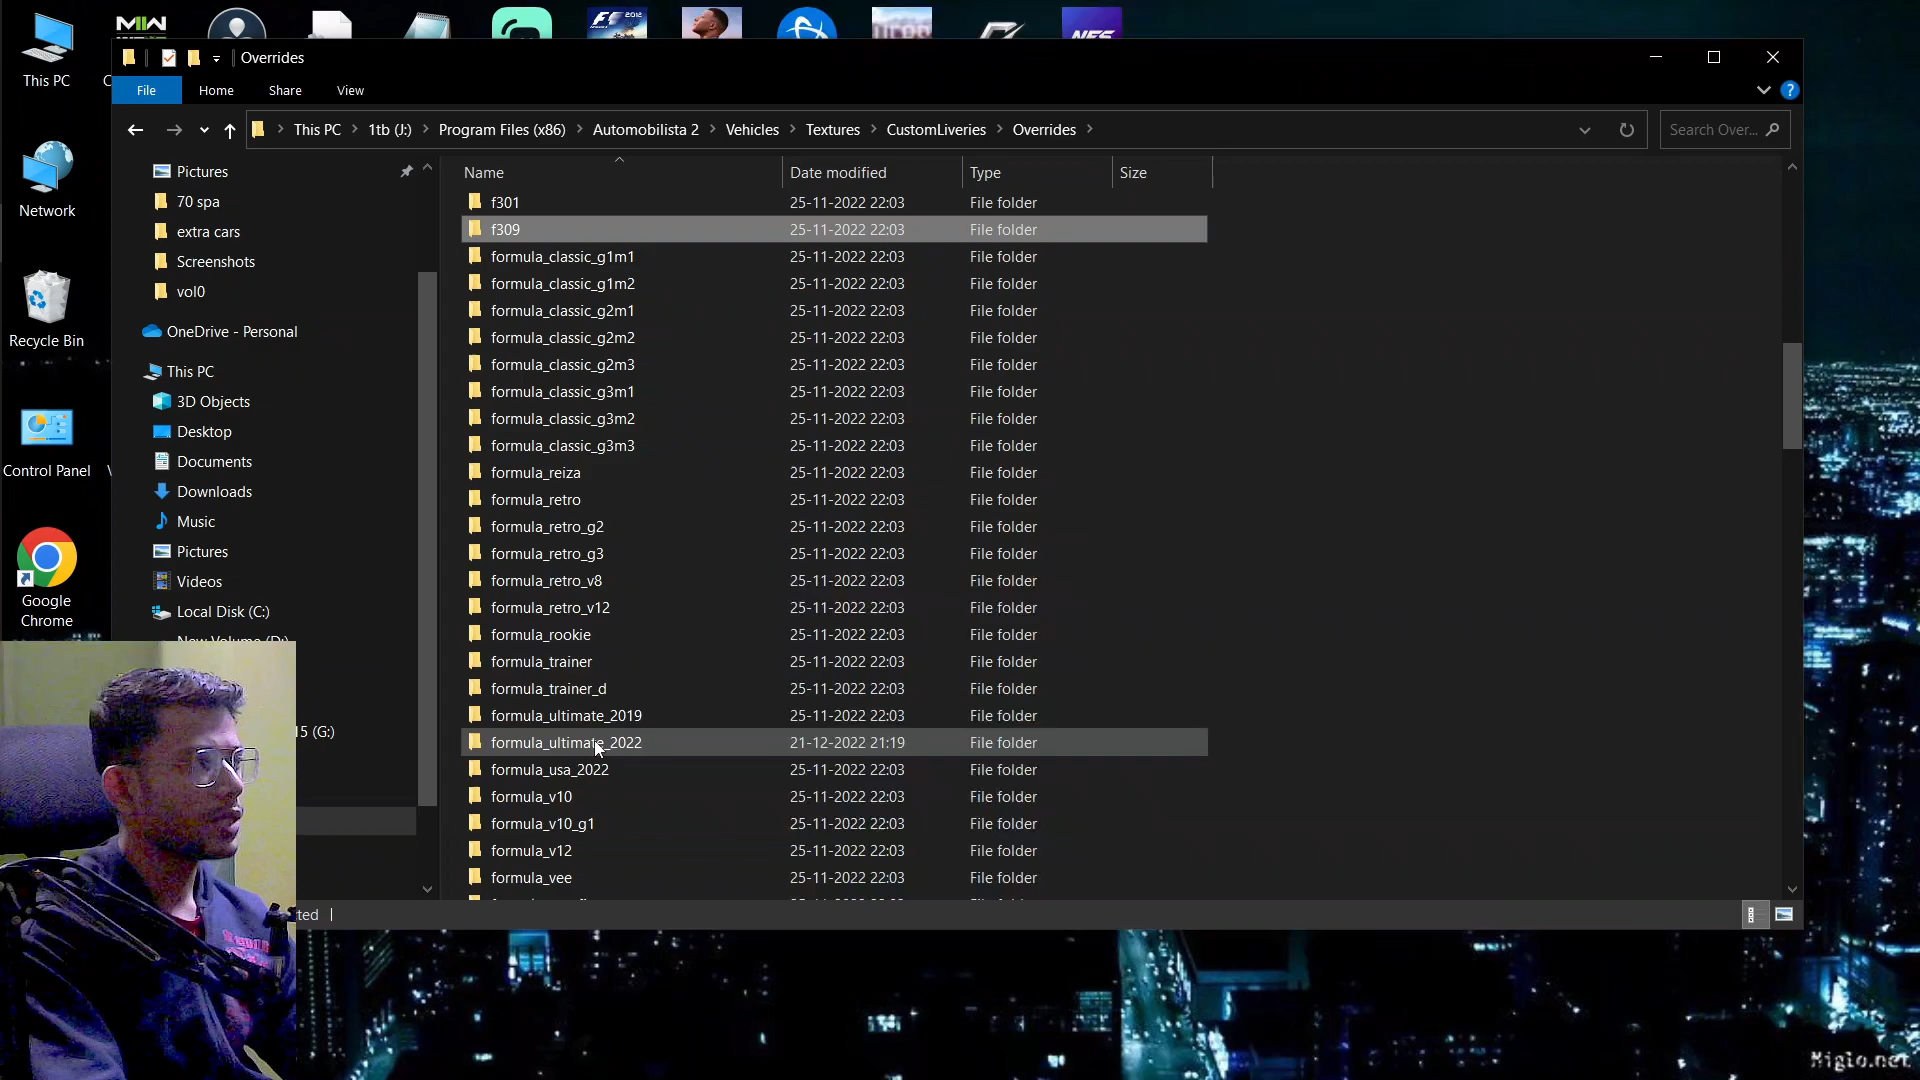 This PC
Network
Recycle Bin
Control Panel
Google
Chrome
MW
F1 2012
NFS
Overrides
File
Home
Share
View
This PC
1tb (J:)
Program Files (x86)
Automobilista 2
Vehicles
Textures
CustomLiveries
Overrides
Search Over...
Pictures
70 spa
extra cars
Screenshots
vol0
OneDrive - Personal
This PC
3D Objects
Desktop
Documents
Downloads
Music
Pictures
Videos
Local Disk (C:)
New Volume (D:)
15 (G:)
Name Date modified Type Size
f301 25-11-2022 22:03 File folder
f309 25-11-2022 22:03 File folder
formula_classic_g1m1 25-11-2022 22:03 File folder
formula_classic_g1m2 25-11-2022 22:03 File folder
formula_classic_g2m1 25-11-2022 22:03 File folder
formula_classic_g2m2 25-11-2022 22:03 File folder
formula_classic_g2m3 25-11-2022 22:03 File folder
formula_classic_g3m1 25-11-2022 22:03 File folder
formula_classic_g3m2 25-11-2022 22:03 File folder
formula_classic_g3m3 25-11-2022 22:03 File folder
formula_reiza 25-11-2022 22:03 File folder
formula_retro 25-11-2022 22:03 File folder
formula_retro_g2 25-11-2022 22:03 File folder
formula_retro_g3 25-11-2022 22:03 File folder
formula_retro_v8 25-11-2022 22:03 File folder
formula_retro_v12 25-11-2022 22:03 File folder
formula_rookie 25-11-2022 22:03 File folder
formula_trainer 25-11-2022 22:03 File folder
formula_trainer_d 25-11-2022 22:03 File folder
formula_ultimate_2019 25-11-2022 22:03 File folder
formula_ultimate_2022 21-12-2022 21:19 File folder
formula_usa_2022 25-11-2022 22:03 File folder
formula_v10 25-11-2022 22:03 File folder
formula_v10_g1 25-11-2022 22:03 File folder
formula_v12 25-11-2022 22:03 File folder
formula_vee 25-11-2022 22:03 File folder
ted
Miglo.net